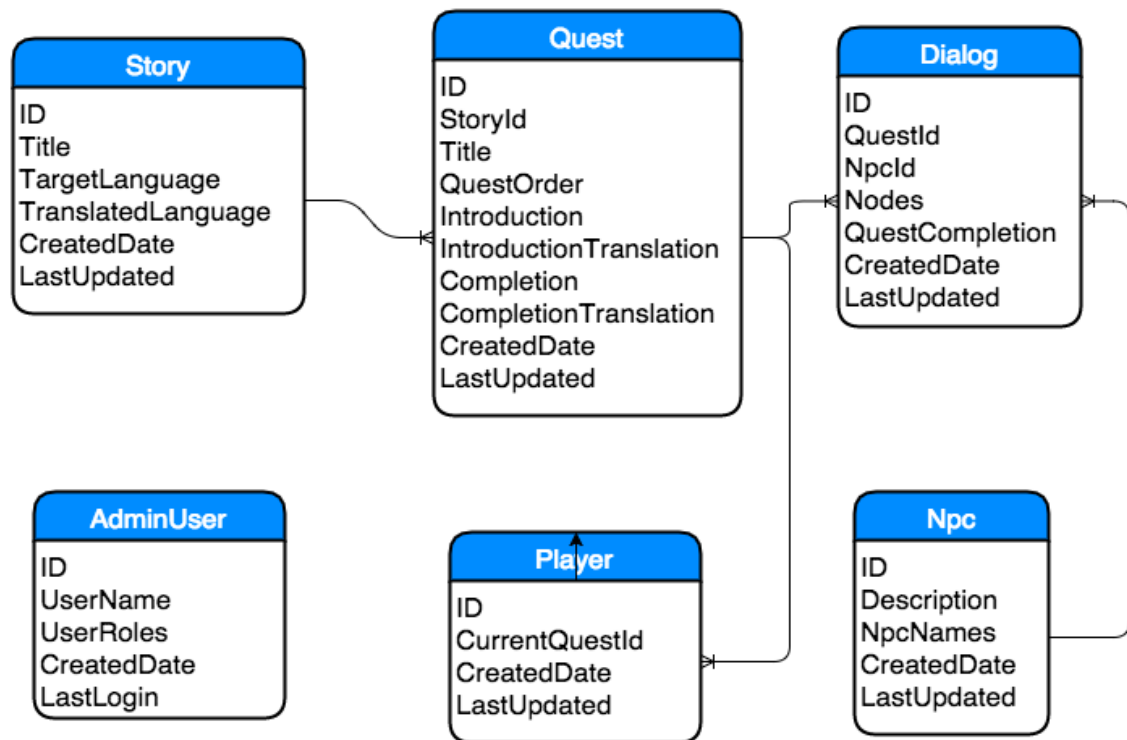 Story
ID
Title
TargetLanguage
TranslatedLanguage
CreatedDate
LastUpdated
Quest
ID
StoryId
Title
QuestOrder
Introduction
IntroductionTranslation
Completion
CompletionTranslation
CreatedDate
LastUpdated
Dialog
ID
QuestId
NpcId
Nodes
QuestCompletion
CreatedDate
LastUpdated
AdminUser
ID
UserName
UserRoles
CreatedDate
LastLogin
Player
ID
CurrentQuestId
CreatedDate
LastUpdated
Npc
ID
Description
NpcNames
CreatedDate
LastUpdated